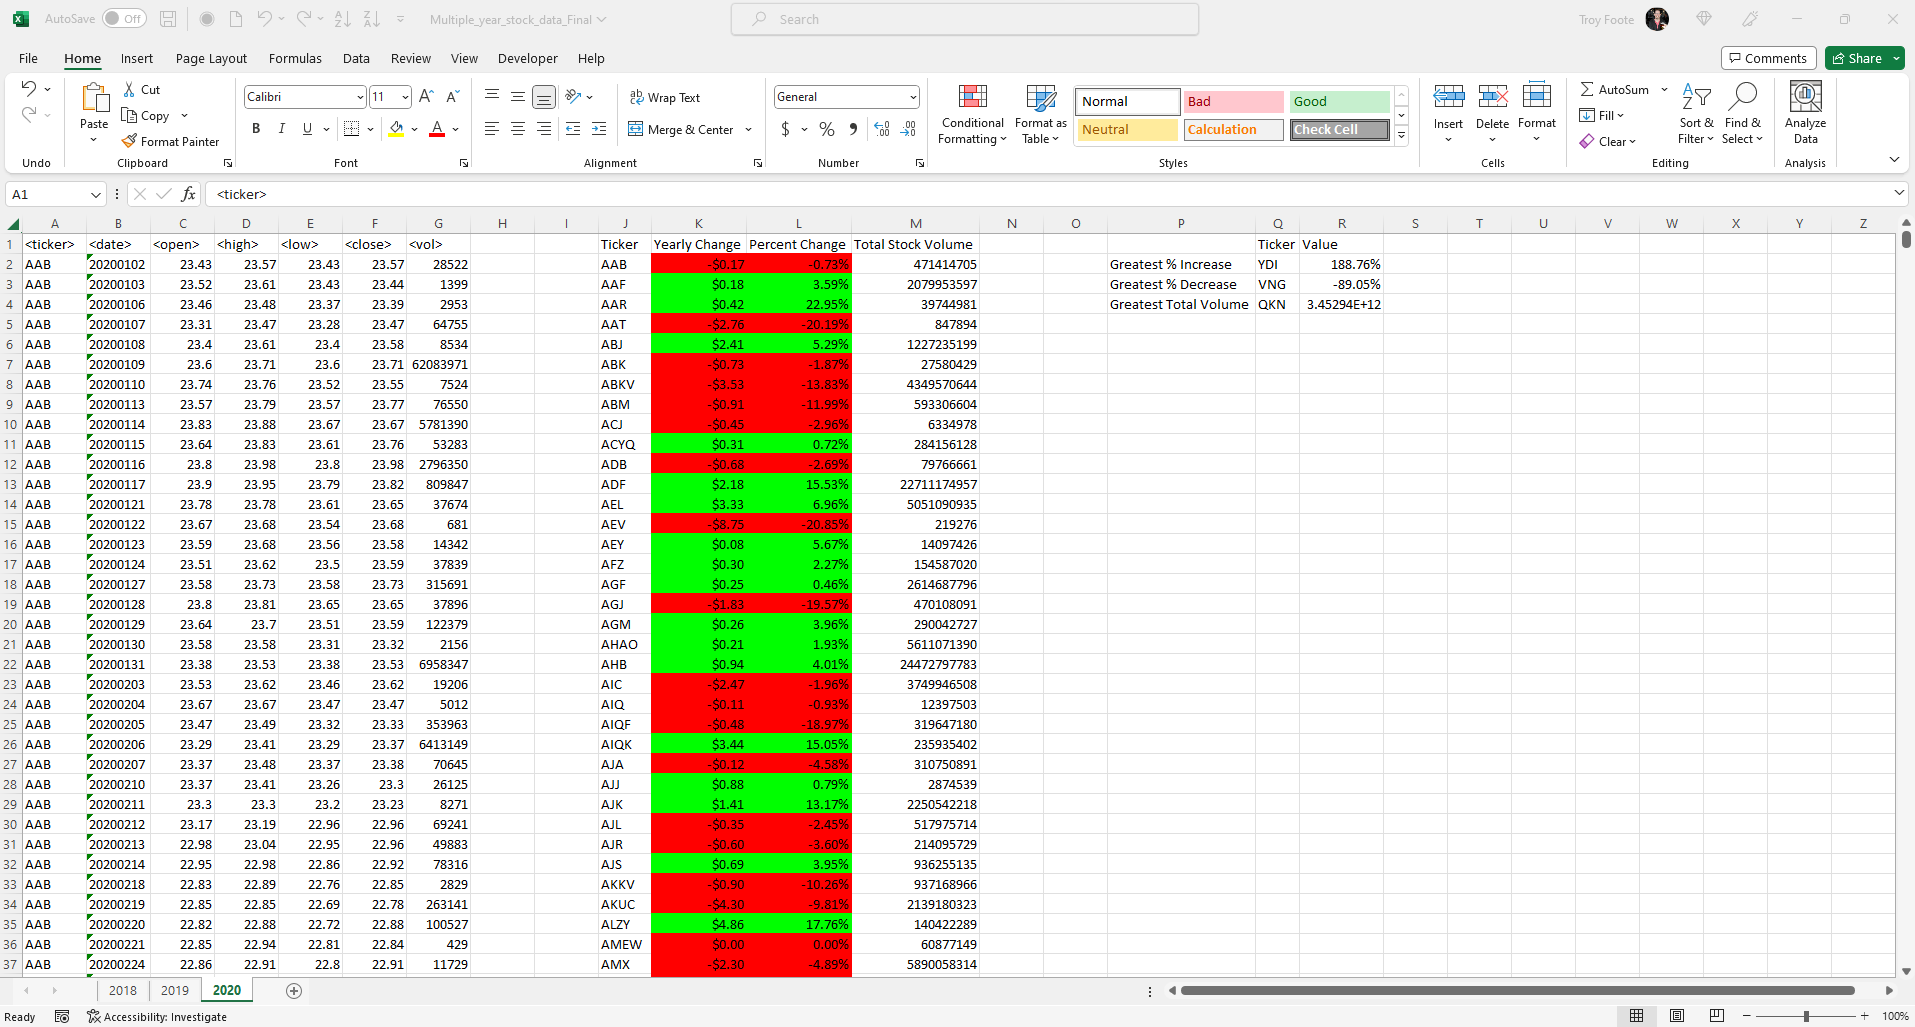 AutoSave Off Multiple_year_stock_data_Final Search Troy Foote
File Home Insert Page Layout Formulas Data Review View Developer Help Comments Share
Cut Calibri 11 Wrap Text General Normal Bad Good AutoSum
Paste Copy B I U Merge & Center $ % Conditional Formatting Format as Table Neutral Calculation Check Cell Insert Delete Format Fill Sort & Filter Find & Select Analyze Data
Format Painter Clear
Undo Clipboard Font Alignment Number Styles Cells Editing Analysis
A1 fx <ticker>
A B C D E F G H I J K L M N O P Q R S T U V W X Y Z
1 <ticker> <date> <open> <high> <low> <close> <vol> Ticker Yearly Change Percent Change Total Stock Volume Ticker Value
2 AAB 20200102 23.43 23.57 23.43 23.57 28522 AAB -$0.17 -0.73% 471414705 Greatest % Increase YDI 188.76%
3 AAB 20200103 23.52 23.61 23.43 23.44 1399 AAF $0.18 3.59% 2079953597 Greatest % Decrease VNG -89.05%
4 AAB 20200106 23.46 23.48 23.37 23.39 2953 AAR $0.42 22.95% 39744981 Greatest Total Volume QKN 3.45294E+12
5 AAB 20200107 23.31 23.47 23.28 23.47 64755 AAT -$2.76 -20.19% 847894
6 AAB 20200108 23.4 23.61 23.4 23.58 8534 ABJ $2.41 5.29% 1227235199
7 AAB 20200109 23.6 23.71 23.6 23.71 62083971 ABK -$0.73 -1.87% 27580429
8 AAB 20200110 23.74 23.76 23.52 23.55 7524 ABKV -$3.53 -13.83% 4349570644
9 AAB 20200113 23.57 23.79 23.57 23.77 76550 ABM -$0.91 -11.99% 593306604
10 AAB 20200114 23.83 23.88 23.67 23.67 5781390 ACJ -$0.45 -2.96% 6334978
11 AAB 20200115 23.64 23.83 23.61 23.76 53283 ACYQ $0.31 0.72% 284156128
12 AAB 20200116 23.8 23.98 23.8 23.98 2796350 ADB -$0.68 -2.69% 79766661
13 AAB 20200117 23.9 23.95 23.79 23.82 809847 ADF $2.18 15.53% 22711174957
14 AAB 20200121 23.78 23.78 23.61 23.65 37674 AEL $3.33 6.96% 5051090935
15 AAB 20200122 23.67 23.68 23.54 23.68 681 AEV -$8.75 -20.85% 219276
16 AAB 20200123 23.59 23.68 23.56 23.58 14342 AEY $0.08 5.67% 14097426
17 AAB 20200124 23.51 23.62 23.5 23.59 37839 AFZ $0.30 2.27% 154587020
18 AAB 20200127 23.58 23.73 23.58 23.73 315691 AGF $0.25 0.46% 2614687796
19 AAB 20200128 23.8 23.81 23.65 23.65 37896 AGJ -$1.83 -19.57% 470108091
20 AAB 20200129 23.64 23.7 23.51 23.59 122379 AGM $0.26 3.96% 290042727
21 AAB 20200130 23.58 23.58 23.31 23.32 2156 AHAO $0.21 1.93% 5611071390
22 AAB 20200131 23.38 23.53 23.38 23.53 6958347 AHB $0.94 4.01% 24472797783
23 AAB 20200203 23.53 23.62 23.46 23.62 19206 AIC -$2.47 -1.96% 3749946508
24 AAB 20200204 23.67 23.67 23.47 23.47 5012 AIQ -$0.11 -0.93% 12397503
25 AAB 20200205 23.47 23.49 23.32 23.33 353963 AIQF -$0.48 -18.97% 319647180
26 AAB 20200206 23.29 23.41 23.29 23.37 6413149 AIQK $3.44 15.05% 235935402
27 AAB 20200207 23.37 23.48 23.37 23.38 70645 AJA -$0.12 -4.58% 310750891
28 AAB 20200210 23.37 23.41 23.26 23.3 26125 AJJ $0.88 0.79% 2874539
29 AAB 20200211 23.3 23.3 23.2 23.23 8271 AJK $1.41 13.17% 2250542218
30 AAB 20200212 23.17 23.19 22.96 22.96 69241 AJL -$0.35 -2.45% 517975714
31 AAB 20200213 22.98 23.04 22.95 22.96 49883 AJR -$0.60 -3.60% 214095729
32 AAB 20200214 22.95 22.98 22.86 22.92 78316 AJS $0.69 3.95% 936255135
33 AAB 20200218 22.83 22.89 22.76 22.85 2829 AKKV -$0.90 -10.26% 937168966
34 AAB 20200219 22.85 22.85 22.69 22.78 263141 AKUC -$4.30 -9.81% 2139180323
35 AAB 20200220 22.82 22.88 22.72 22.88 100527 ALZY $4.86 17.76% 140422289
36 AAB 20200221 22.85 22.94 22.81 22.84 429 AMEW $0.00 0.00% 60877149
37 AAB 20200224 22.86 22.91 22.8 22.91 11729 AMX -$2.30 -4.89% 5890058314
2018 2019 2020
Ready Accessibility: Investigate 100%